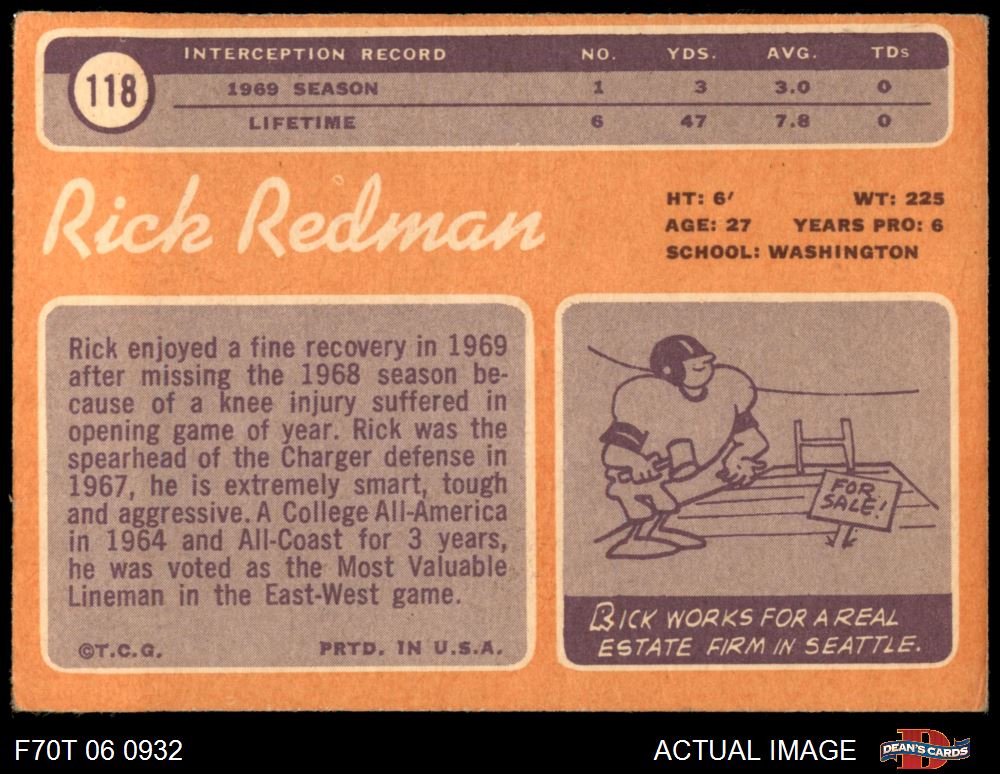 118
INTERCEPTION RECORD NO. YDS. AVG. TDs
1969 SEASON 1 3 3.0 0
LIFETIME 6 47 7.8 0
Rick Redman
HT: 6' WT: 225
AGE: 27 YEARS PRO: 6
SCHOOL: WASHINGTON
Rick enjoyed a fine recovery in 1969
after missing the 1968 season be-
cause of a knee injury suffered in
opening game of year. Rick was the
spearhead of the Charger defense in
1967, he is extremely smart, tough
and aggressive. A College All-America
in 1964 and All-Coast for 3 years,
he was voted as the Most Valuable
Lineman in the East-West game.
©T.C.G. PRTD. IN U.S.A.
FOR
SALE!
RICK WORKS FOR A REAL
ESTATE FIRM IN SEATTLE.
F70T 06 0932 ACTUAL IMAGE DEAN'S CARDS